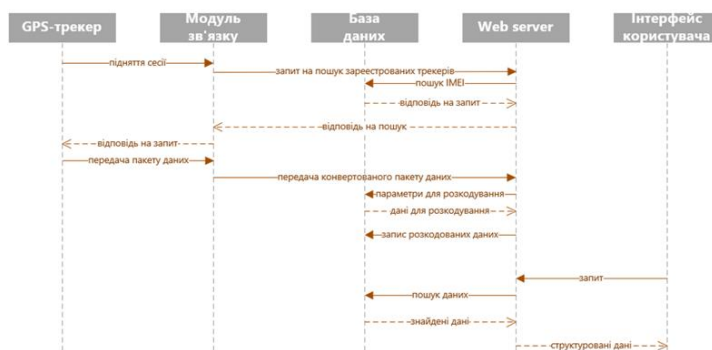 GPS-трекер
Модуль
зв'язку
База
даних
Web server
Інтерфейс
користувача
підняття сесії
запит на пошук зареестрованих трекерів
пошук IMEI
відповідь на запит
відповідь на пошук
відповідь на запит
передача пакету даних
передача конвертованого пакету даних
параметри для розкодування
дані для розкодування
запис розкодованих даних
запит
пошук даних
знайдені дані
структуровані дані